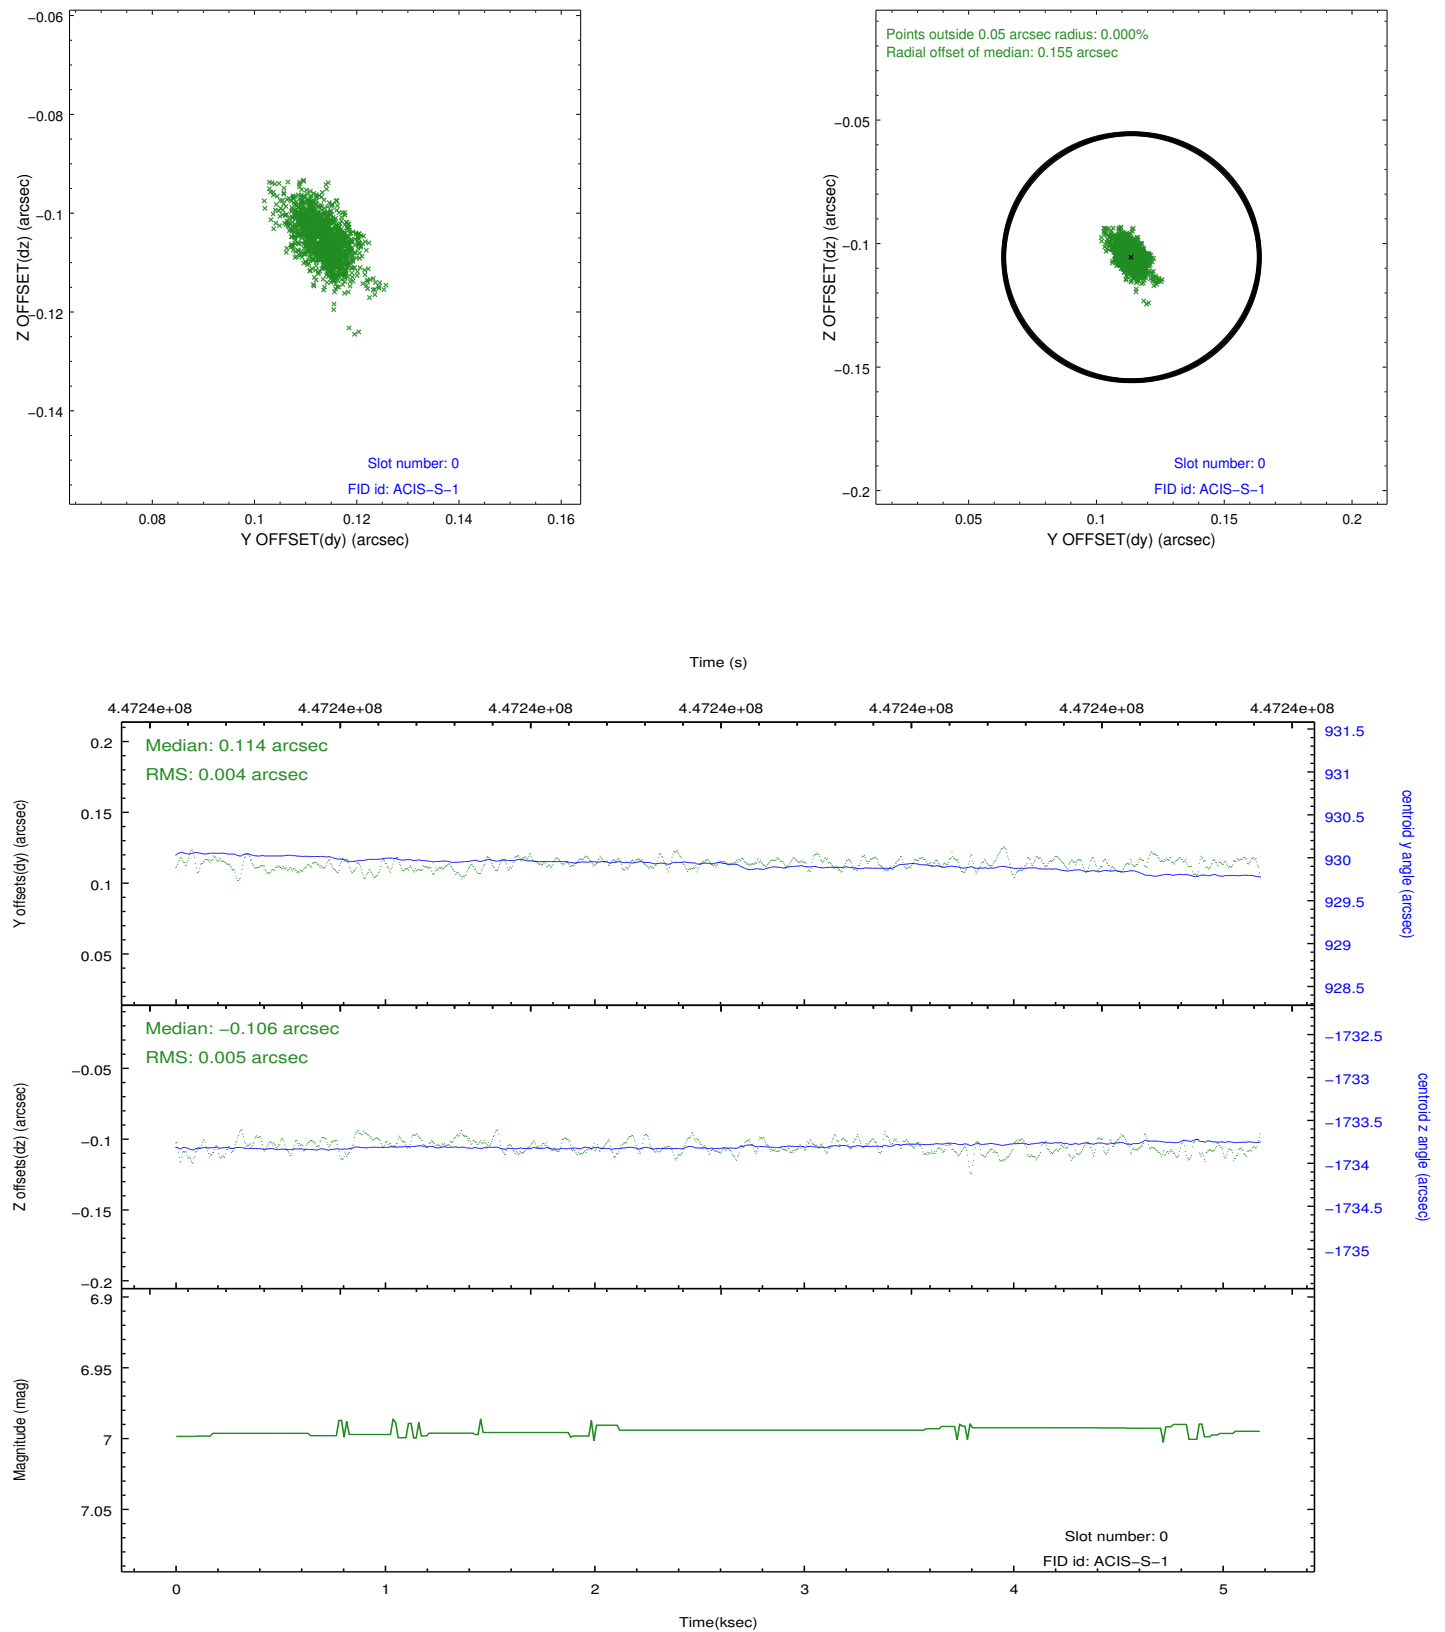 −0.06
−0.08
−0.1
−0.12
−0.14
Z OFFSET(dz) (arcsec)
Slot number: 0
FID id: ACIS−S−1
0.08
0.1
0.12
0.14
0.16
Y OFFSET(dy) (arcsec)
Points outside 0.05 arcsec radius: 0.000%
Radial offset of median: 0.155 arcsec
−0.05
−0.1
−0.15
−0.2
Z OFFSET(dz) (arcsec)
Slot number: 0
FID id: ACIS−S−1
0.05
0.1
0.15
0.2
Y OFFSET(dy) (arcsec)
Time (s)
4.4724e+08
4.4724e+08
4.4724e+08
4.4724e+08
4.4724e+08
4.4724e+08
4.4724e+08
Median: 0.114 arcsec
RMS: 0.004 arcsec
0.2
0.15
0.1
0.05
Y offsets(dy) (arcsec)
931.5
931
930.5
930
929.5
929
928.5
centroid y angle (arcsec)
Median: −0.106 arcsec
RMS: 0.005 arcsec
−0.05
−0.1
−0.15
−0.2
Z offsets(dz) (arcsec)
−1732.5
−1733
−1733.5
−1734
−1734.5
−1735
centroid z angle (arcsec)
6.9
6.95
7
7.05
Magnitude (mag)
Slot number: 0
FID id: ACIS−S−1
0
1
2
3
4
5
Time(ksec)